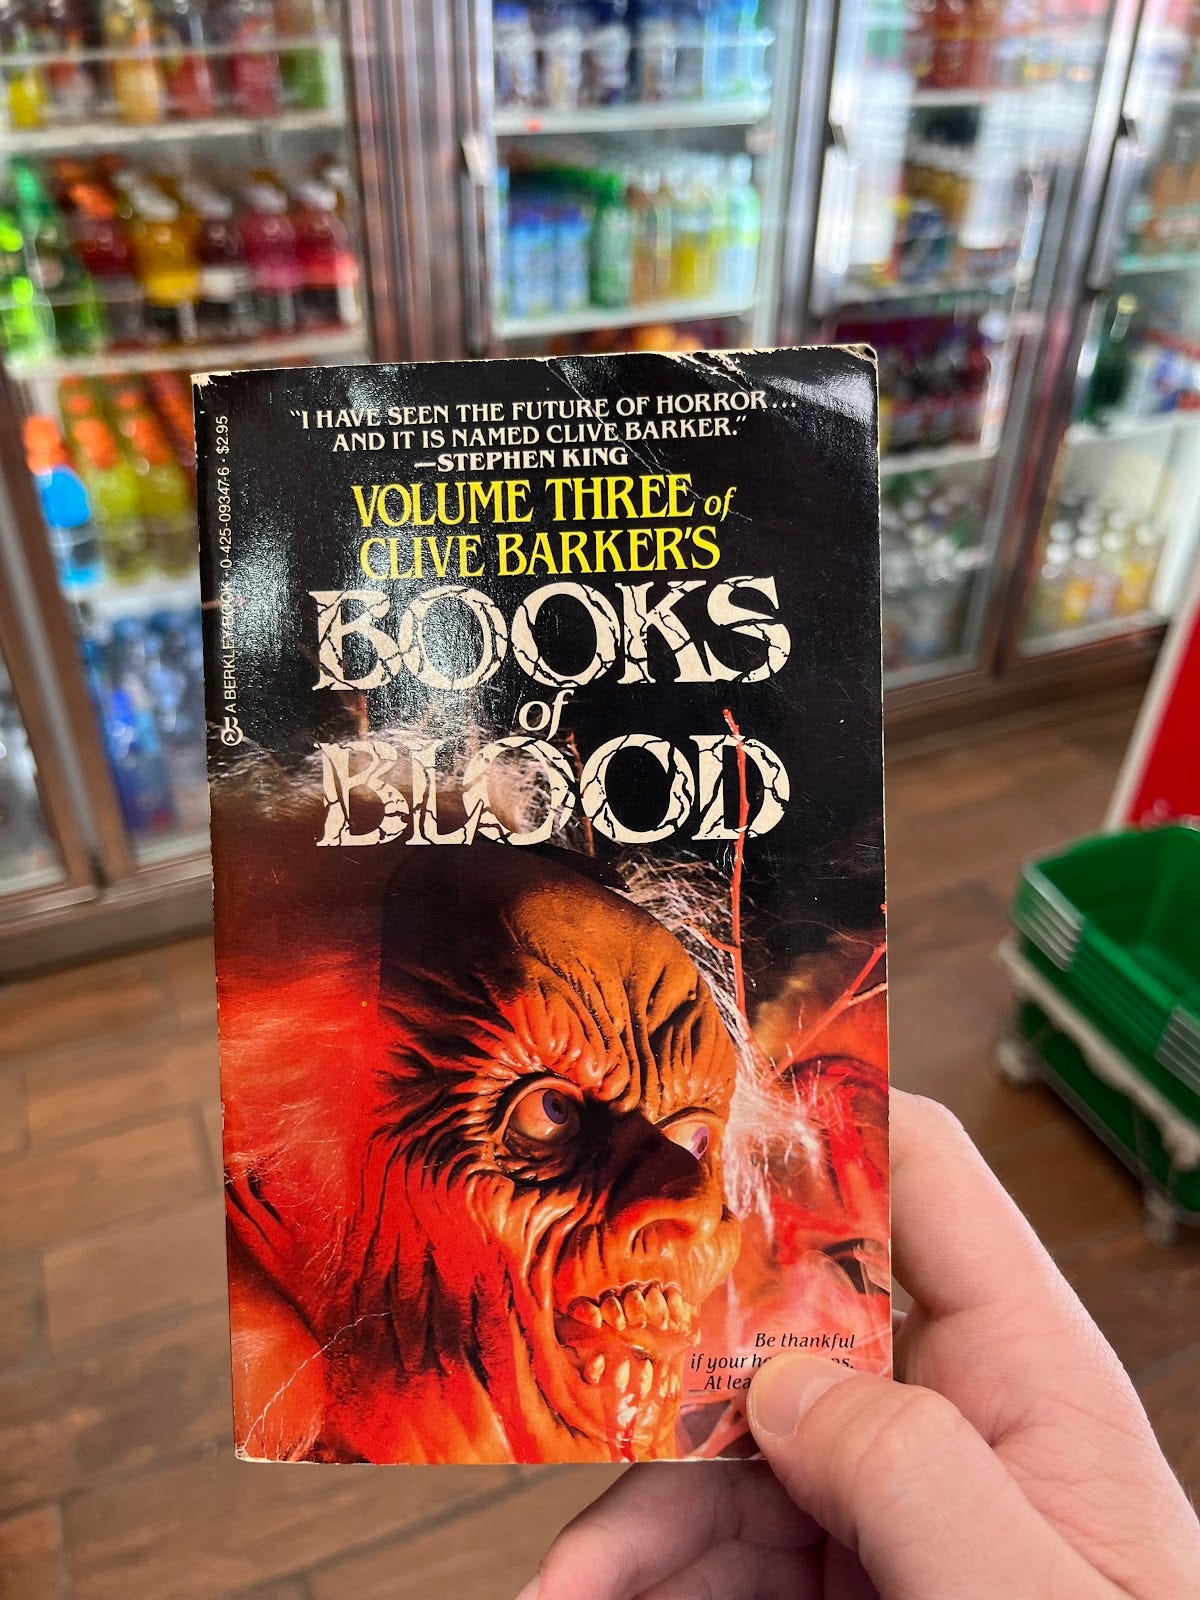 "I HAVE SEEN THE FUTURE OF HORROR...
AND IT IS NAMED CLIVE BARKER."
—STEPHEN KING
VOLUME THREE of
CLIVE BARKER'S
BOOKS
of
BLOOD
A BERKLEY BOOK · 0-425-09347-6 · $2.95
Be thankful
if your
At